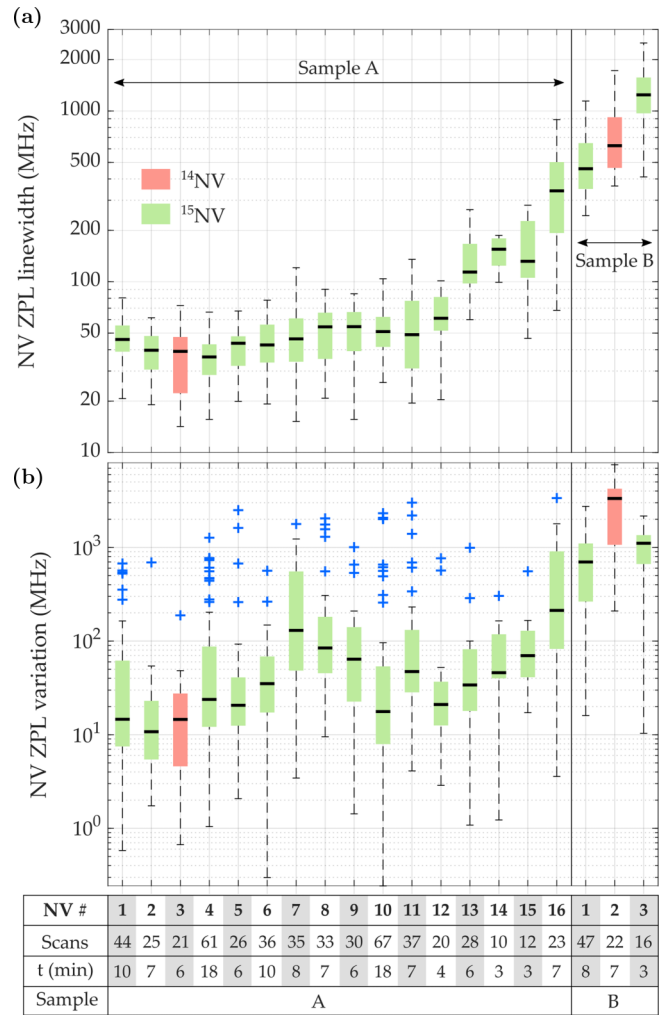 (a)
3000
2000
1000
500
200
100
50
20
10
NV ZPL linewidth (MHz)
Sample A
¹⁴NV
¹⁵NV
Sample B
(b)
10³
10²
10¹
10⁰
NV ZPL variation (MHz)
NV # 1 2 3 4 5 6 7 8 9 10 11 12 13 14 15 16 1 2 3
Scans 44 25 21 61 26 36 35 33 30 67 37 20 28 10 12 23 47 22 16
t (min) 10 7 6 18 6 10 8 7 6 18 7 4 6 3 3 7 8 7 3
Sample A B